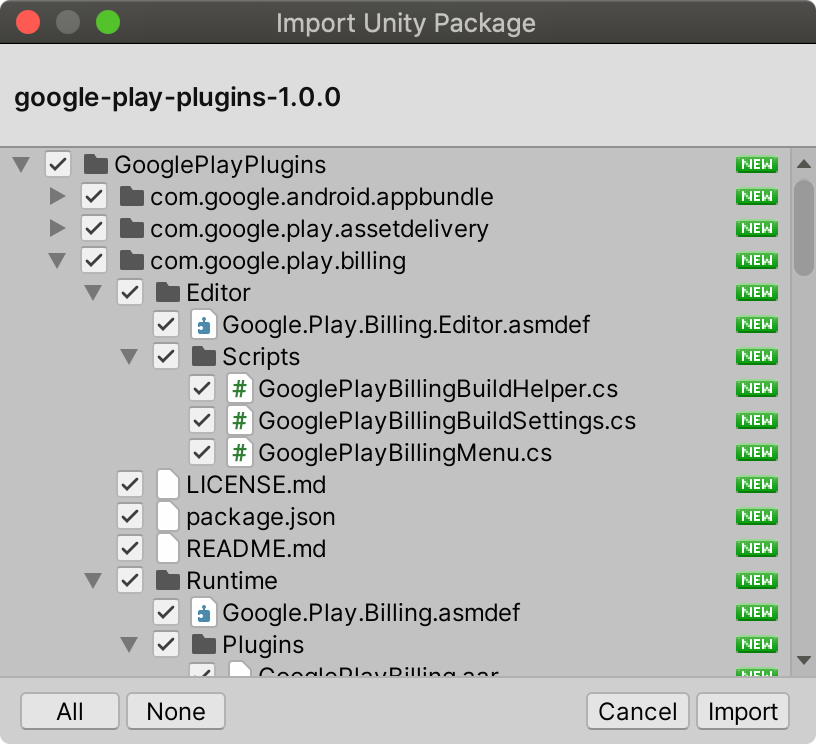 Import Unity Package
google-play-plugins-1.0.0
GooglePlayPlugins NEW
com.google.android.appbundle NEW
com.google.play.assetdelivery NEW
com.google.play.billing NEW
Editor NEW
Google.Play.Billing.Editor.asmdef NEW
Scripts NEW
# GooglePlayBillingBuildHelper.cs NEW
# GooglePlayBillingBuildSettings.cs NEW
# GooglePlayBillingMenu.cs NEW
LICENSE.md NEW
package.json NEW
README.md NEW
Runtime NEW
Google.Play.Billing.asmdef NEW
Plugins NEW
GooglePlayBilling.aar NEW
All None Cancel Import